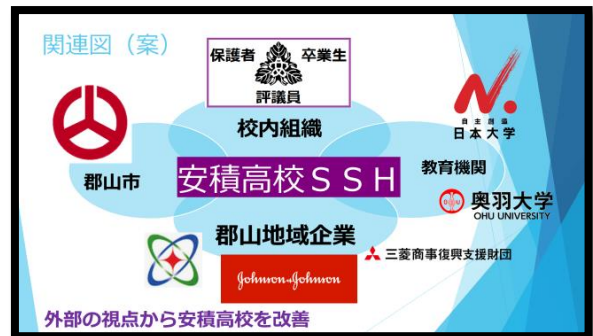 関連図（案）
保護者 卒業生
評議員
校内組織
郡山市
安積高校ＳＳＨ
N.
自主創造
日本大学
教育機関
奥羽大学
OHU UNIVERSITY
郡山地域企業
三菱商事復興支援財団
Johnson&Johnson
外部の視点から安積高校を改善